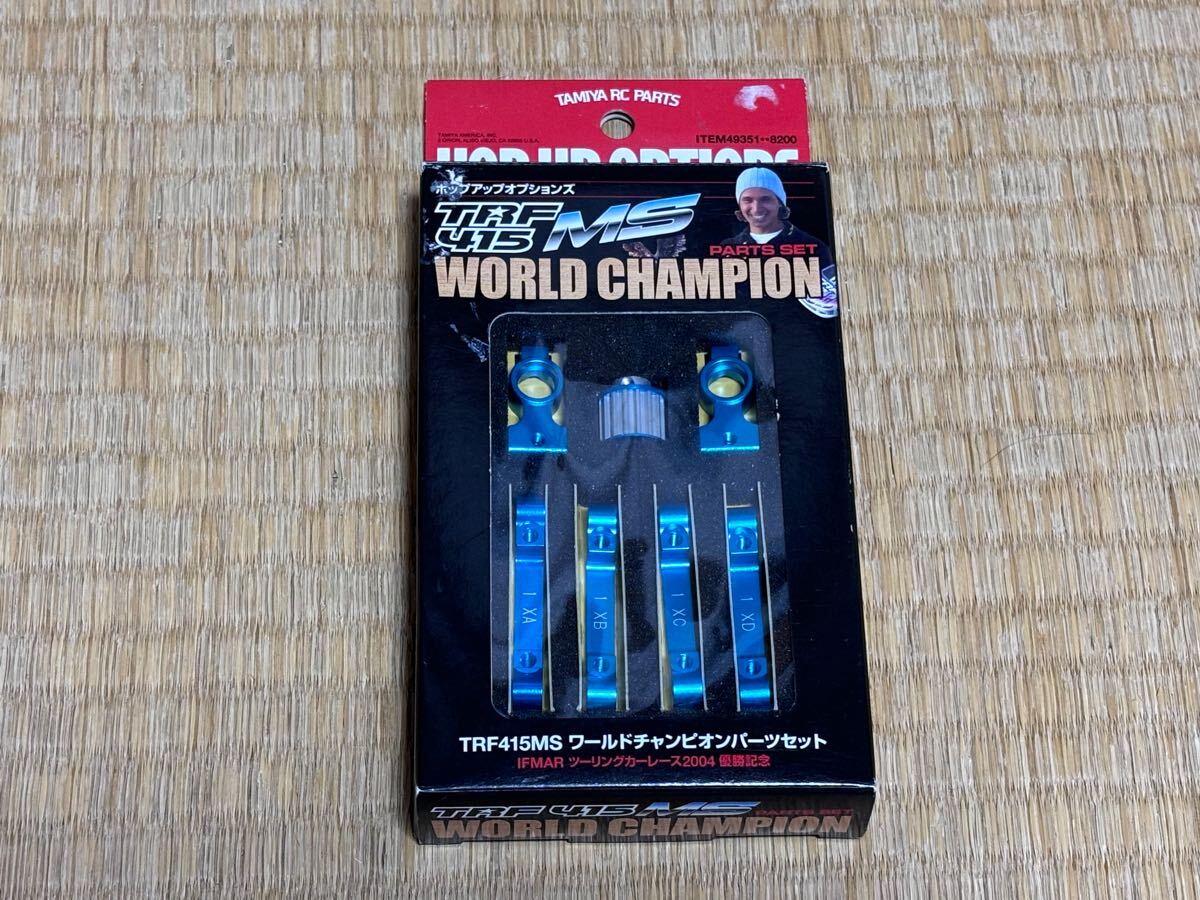 TAMIYA RC PARTS
TAMIYA AMERICA, INC.
ITEM49351**8200
HOP UP OPTIONS
ホップアップオプションズ
TRF
415 MS
PARTS SET
WORLD CHAMPION
1 XA
1 XB
1 XC
1 XD
TRF415MS ワールドチャンピオンパーツセット
IFMAR ツーリングカーレース2004 優勝記念
TRF 415 MS PARTS SET
WORLD CHAMPION